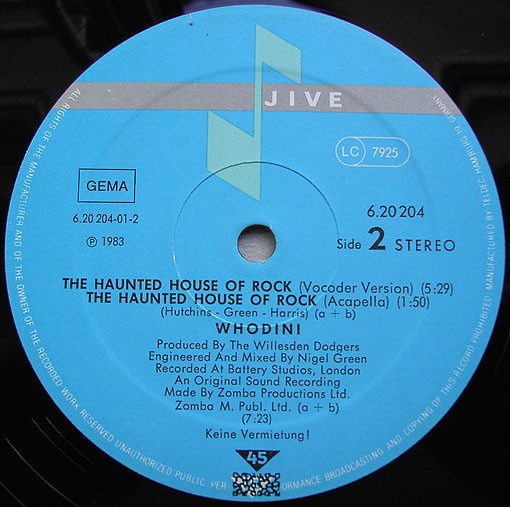 JIVE
LC 7925
GEMA
6.20 204-01-2
Ⓟ 1983
6.20 204
Side 2 STEREO
THE HAUNTED HOUSE OF ROCK (Vocoder Version) (5:29)
THE HAUNTED HOUSE OF ROCK (Acapella) (1:50)
(Hutchins - Green - Harris) (a + b)
WHODINI
Produced By The Willesden Dodgers
Engineered And Mixed By Nigel Green
Recorded At Battery Studios, London
An Original Sound Recording
Made By Zomba Productions Ltd.
Zomba M. Publ. Ltd. (a + b)
(7:23)
Keine Vermietung!
45
ALL RIGHTS OF THE MANUFACTURER AND OF THE OWNER OF THE RECORDED WORK RESERVED UNAUTHORIZED PUBLIC PER- FORMANCE BROADCASTING AND COPYING OF THIS RECORD PROHIBITED MANUFACTURED BY TELDEC, HAMBURG 19, GERMANY